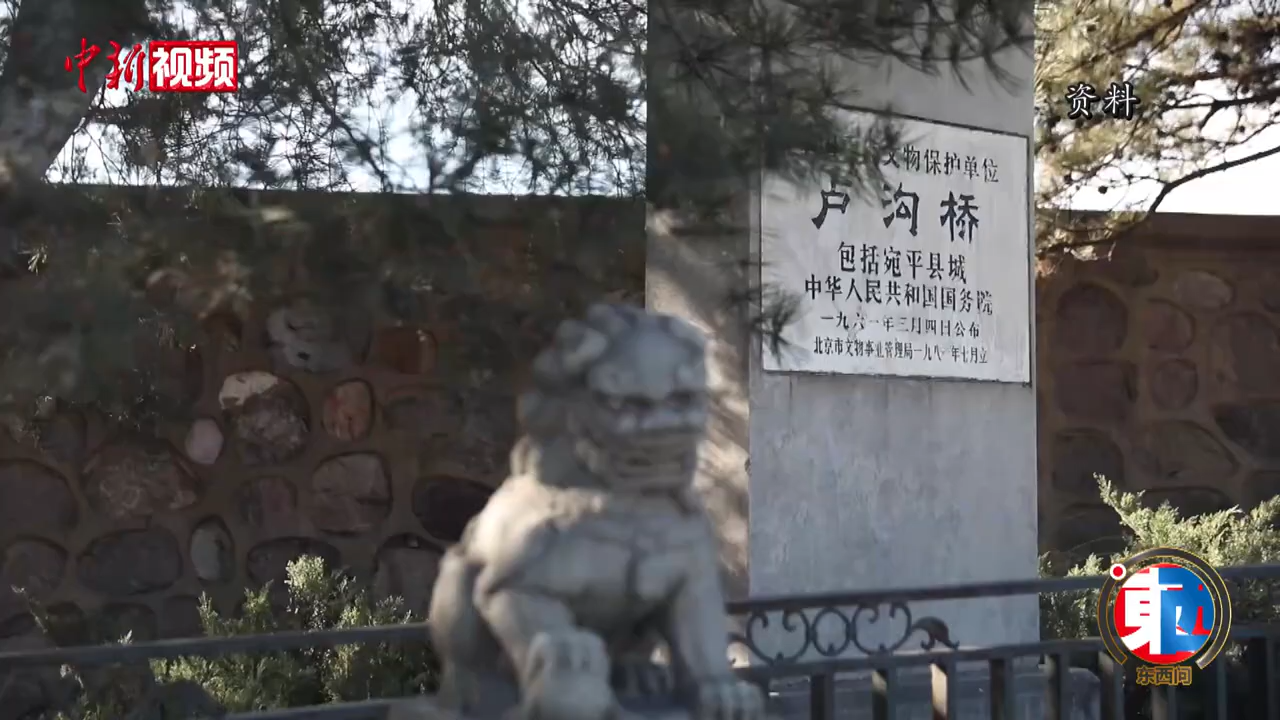 中新视频
资料
文物保护单位
卢沟桥
包括宛平县城
中华人民共和国国务院
一九六一年三月四日公布
北京市文物事业管理局一九八一年七月立
東西
东西问